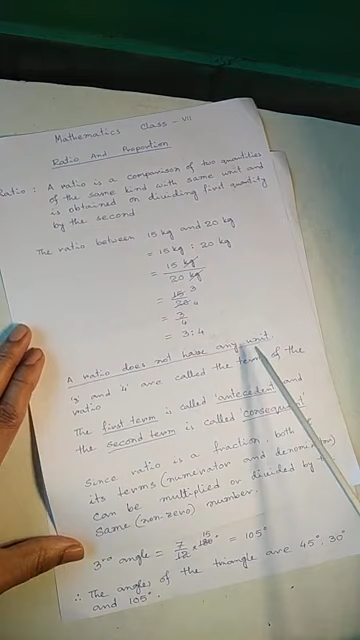 Mathematics Class - VII
Ratio And Proportion
Ratio : A ratio is a comparison of two quantities
of the same kind with same unit and
is obtained on dividing first quantity
by the second
The ratio between 15 kg and 20 kg
= 15 kg : 20 kg
= 15 kg / 20 kg
= 15 3 / 20 4
= 3 / 4
= 3 : 4
A ratio does not have any unit.
'3' and '4' are called the terms of the
ratio
The first term is called 'antecedent' and
the second term is called 'consequent'
Since ratio is a fraction, both
its terms (numerator and denominator)
can be multiplied or divided by the
same (non-zero) number.
3rd angle = 7/12 × 180° 15 = 105°
∴ The angles of the triangle are 45°, 30°
and 105°.